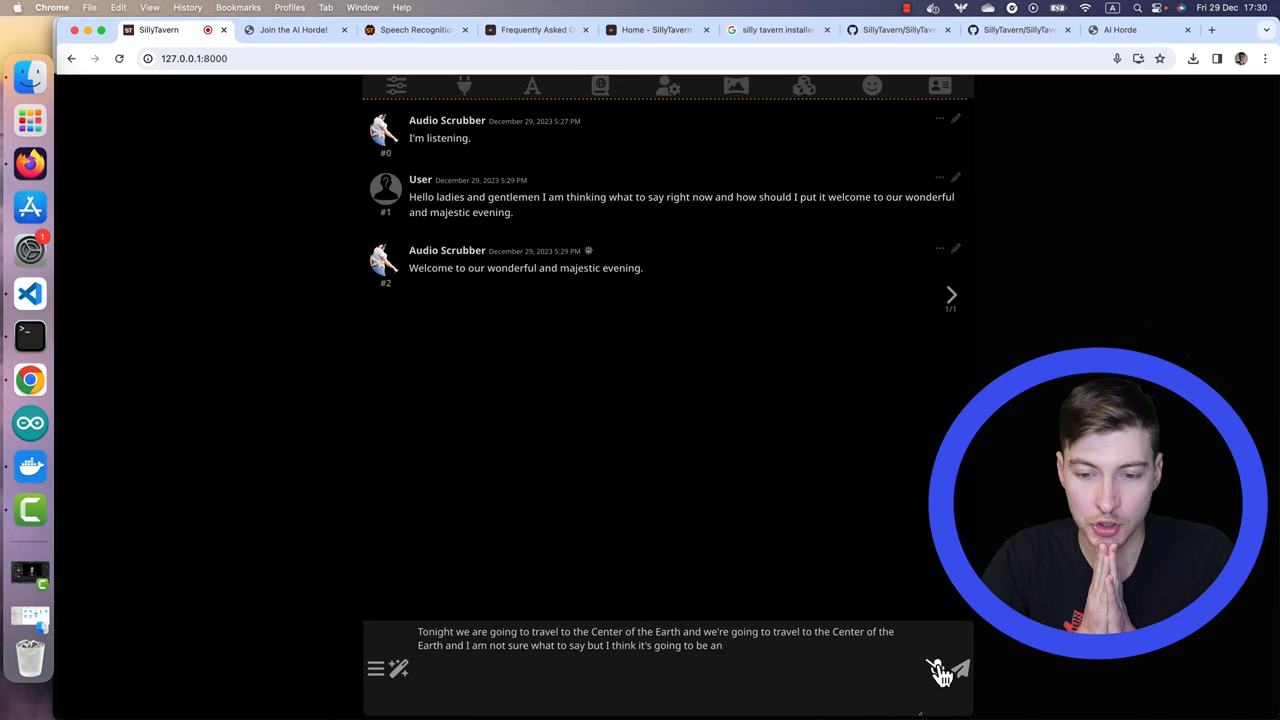 Chrome File Edit View History Bookmarks Profiles Tab Window Help
A
Fri 29 Dec 17:30
SillyTavern
Join the AI Horde!
Speech Recognition
Frequently Asked Q
Home - SillyTavern
silly tavern installe
SillyTavern/SillyTave
SillyTavern/SillyTave
AI Horde
127.0.0.1:8000
Audio Scrubber December 29, 2023 5:27 PM
I'm listening.
#0
User December 29, 2023 5:29 PM
Hello ladies and gentlemen I am thinking what to say right now and how should I put it welcome to our wonderful
and majestic evening.
#1
Audio Scrubber December 29, 2023 5:29 PM
Welcome to our wonderful and majestic evening.
#2
1/1
1
Tonight we are going to travel to the Center of the Earth and we're going to travel to the Center of the
Earth and I am not sure what to say but I think it's going to be an